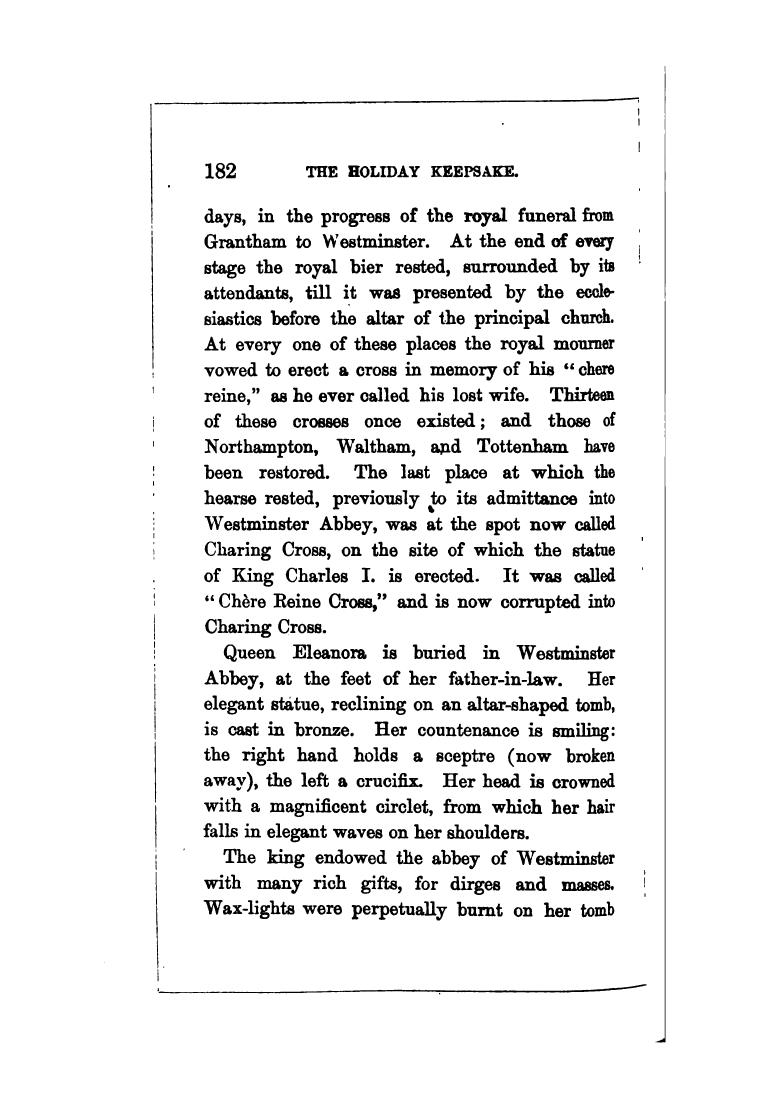 182 THE HOLIDAY KEEPSAKE.
days, in the progress of the royal funeral from
Grantham to Westminster. At the end of every
stage the royal bier rested, surrounded by its
attendants, till it was presented by the eccle-
siastics before the altar of the principal church.
At every one of these places the royal mourner
vowed to erect a cross in memory of his “chere
reine,” as he ever called his lost wife. Thirteen
of these crosses once existed; and those of
Northampton, Waltham, and Tottenham have
been restored. The last place at which the
hearse rested, previously to its admittance into
Westminster Abbey, was at the spot now called
Charing Cross, on the site of which the statue
of King Charles I. is erected. It was called
“Chère Reine Cross,” and is now corrupted into
Charing Cross.
Queen Eleanora is buried in Westminster
Abbey, at the feet of her father-in-law. Her
elegant statue, reclining on an altar-shaped tomb,
is cast in bronze. Her countenance is smiling:
the right hand holds a sceptre (now broken
away), the left a crucifix. Her head is crowned
with a magnificent circlet, from which her hair
falls in elegant waves on her shoulders.
The king endowed the abbey of Westminster
with many rich gifts, for dirges and masses.
Wax-lights were perpetually burnt on her tomb